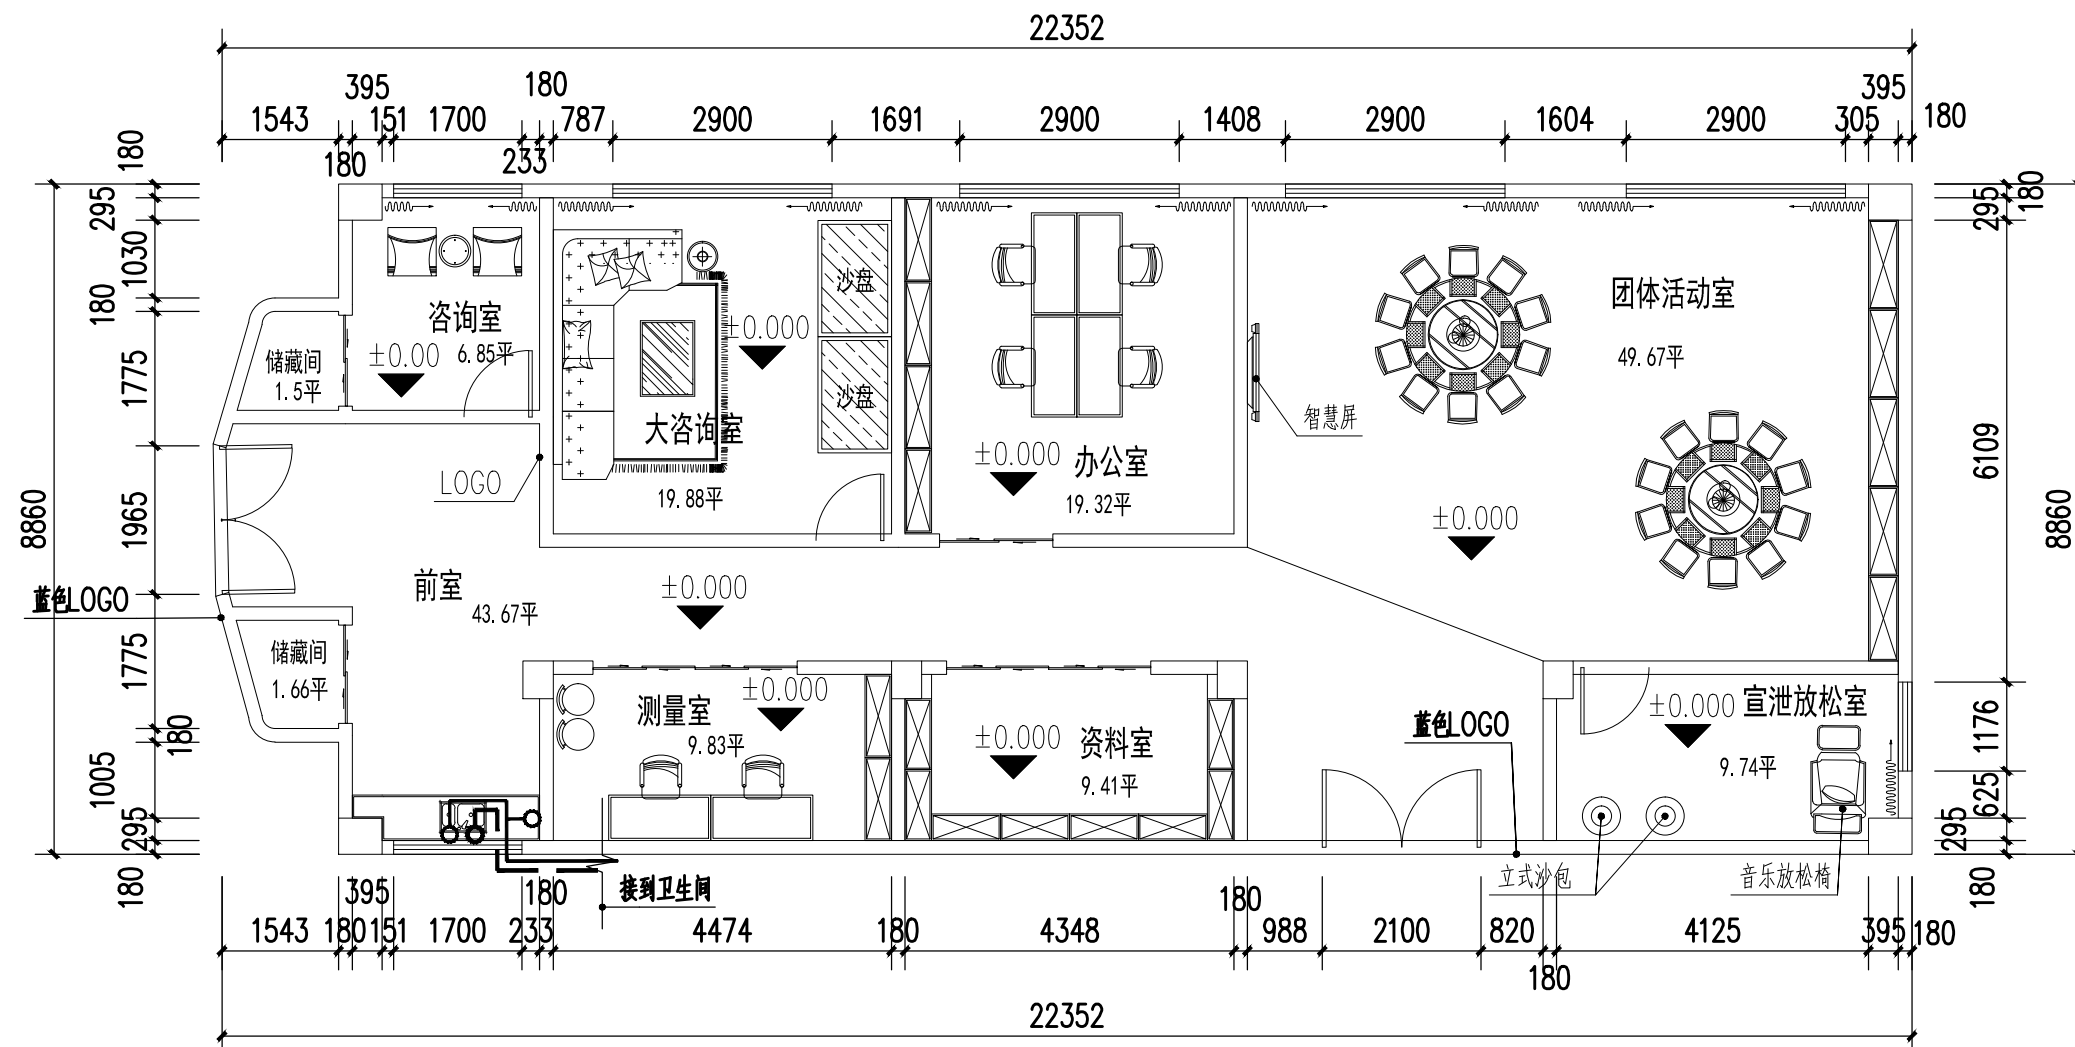 22352
395
180
395
1543
151
1700
787
2900
1691
2900
1408
2900
1604
2900
305
180
180
233
180
295
1030
180
1775
1965
1775
180
1005
295
180
8860
180
295
6109
1176
625
295
180
8860
咨询室
±0.00
6.85平
储藏间
1.5平
沙盘
沙盘
±0.000
大咨询室
19.88平
LOGO
±0.000
办公室
19.32平
团体活动室
49.67平
智慧屏
±0.000
前室
43.67平
±0.000
蓝色LOGO
储藏间
1.66平
测量室
±0.000
9.83平
±0.000
资料室
9.41平
蓝色LOGO
±0.000
宣泄放松室
9.74平
立式沙包
音乐放松椅
接到卫生间
395
180
180
1543
180
151
1700
233
4474
180
4348
988
2100
820
4125
395
180
180
22352